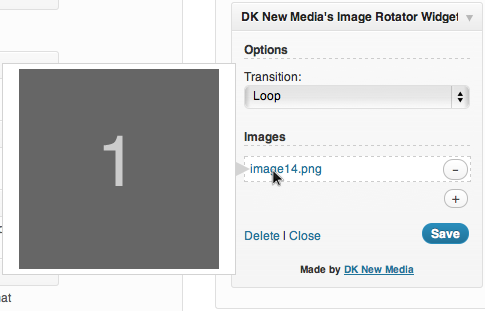 DK New Media's Image Rotator Widget
Options
Transition:
Loop
1
Images
image14.png
-
+
Delete | Close
Save
Made by DK New Media